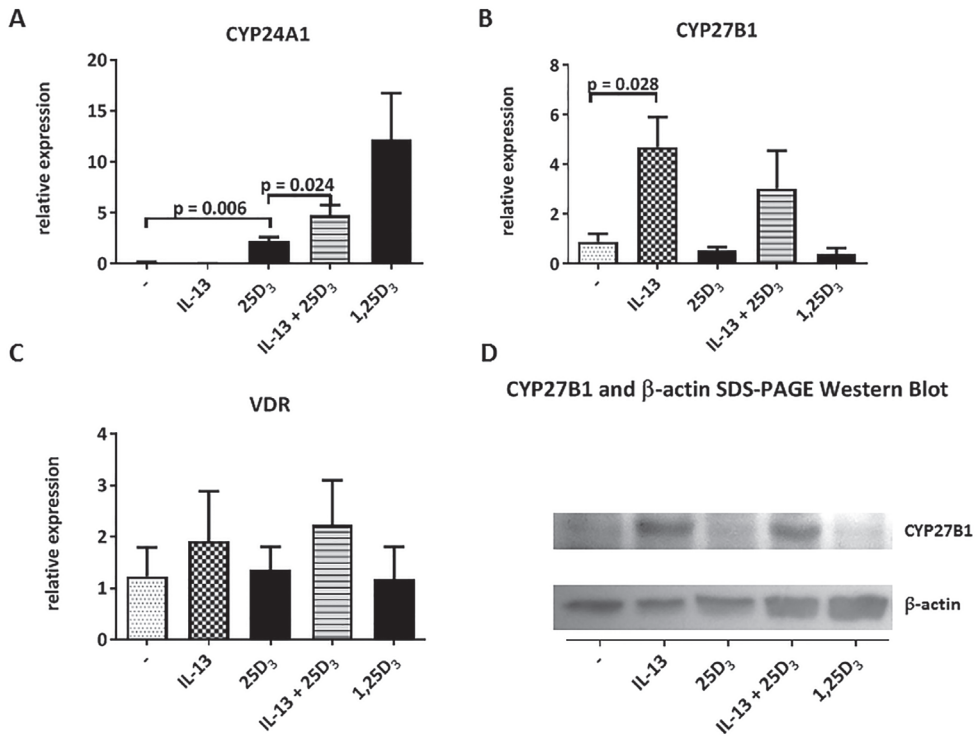 A
CYP24A1
relative expression
20
15
10
5
0
p = 0.006
p = 0.024
-
IL-13
25D₃
IL-13 + 25D₃
1,25D₃
B
CYP27B1
relative expression
8
6
4
2
0
p = 0.028
-
IL-13
25D₃
IL-13 + 25D₃
1,25D₃
C
VDR
relative expression
4
3
2
1
0
-
IL-13
25D₃
IL-13 + 25D₃
1,25D₃
D
CYP27B1 and β-actin SDS-PAGE Western Blot
CYP27B1
β-actin
-
IL-13
25D₃
IL-13 + 25D₃
1,25D₃